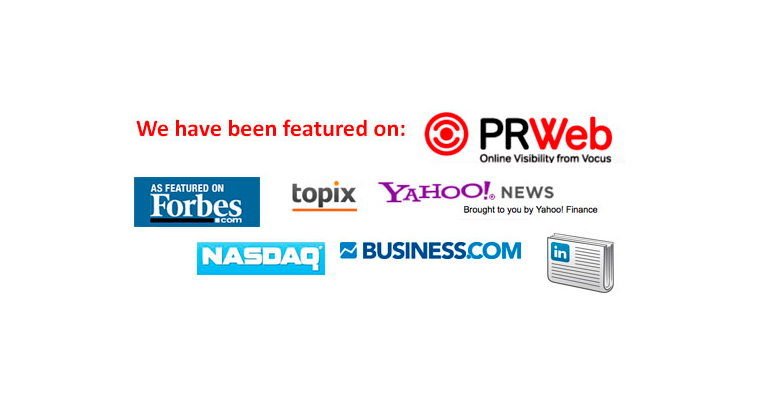 We have been featured on:
PRWeb
Online Visibility from Vocus
AS FEATURED ON
Forbes
.com
topix
YAHOO! NEWS
Brought to you by Yahoo! Finance
NASDAQ
BUSINESS.COM
in